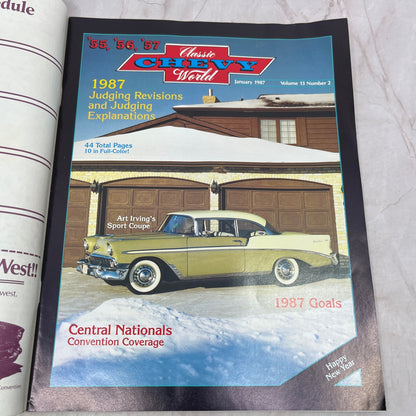 dule
West!!
west.
Convention
'55, '56, '57
Classic
CHEVY
World
January 1987
Volume 13 Number 2
1987
Judging Revisions
and Judging
Explanations
44 Total Pages
10 in Full-Color!
Art Irving's
Sport Coupe
1987 Goals
Central Nationals
Convention Coverage
Happy
New Year